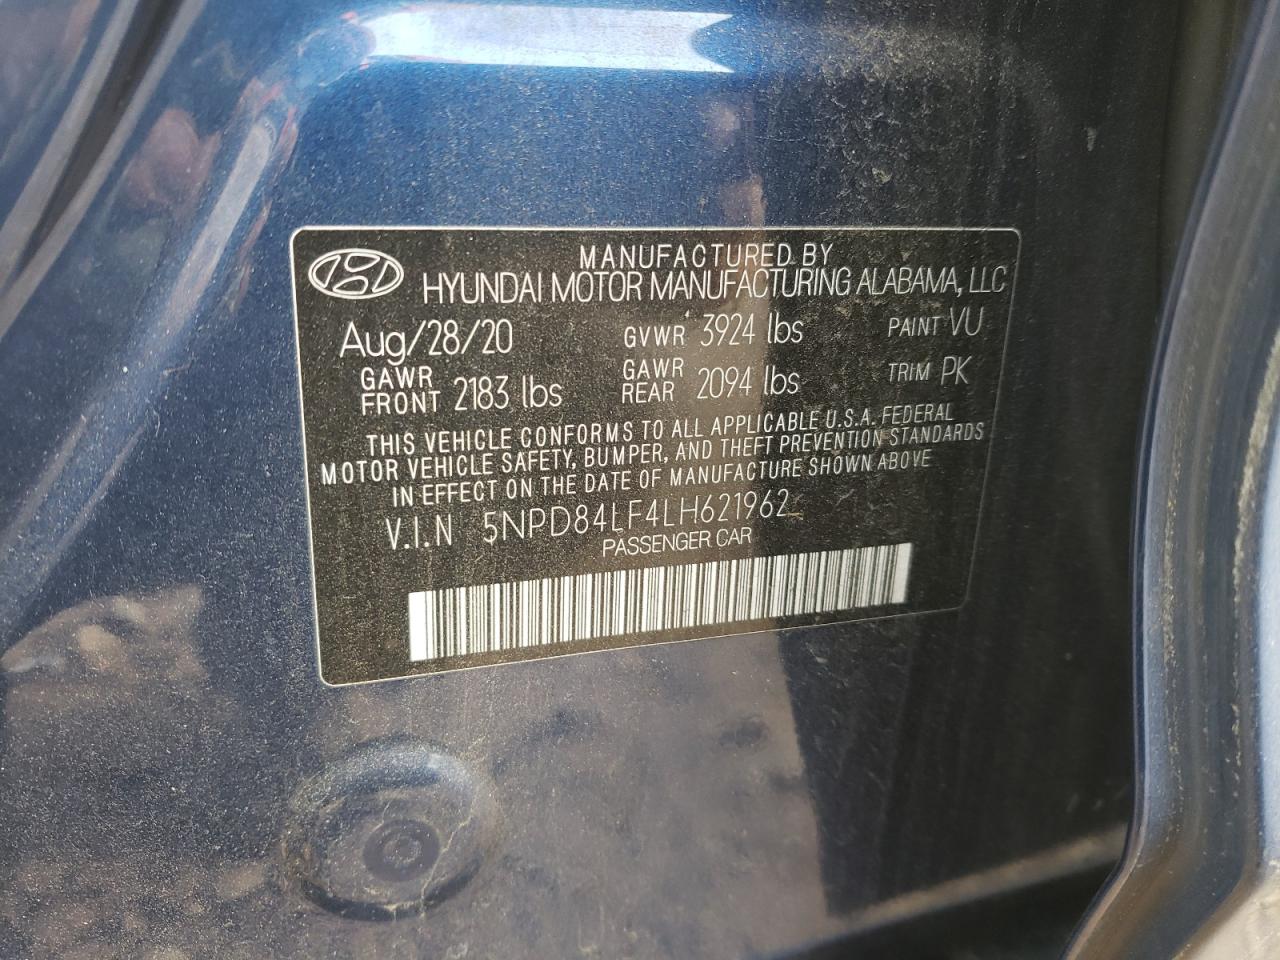 MANUFACTURED BY
HYUNDAI MOTOR MANUFACTURING ALABAMA, LLC
Aug/28/20 GVWR 3924 lbs PAINT VU
GAWR FRONT 2183 lbs GAWR REAR 2094 lbs TRIM PK
THIS VEHICLE CONFORMS TO ALL APPLICABLE U.S.A. FEDERAL
MOTOR VEHICLE SAFETY, BUMPER, AND THEFT PREVENTION STANDARDS
IN EFFECT ON THE DATE OF MANUFACTURE SHOWN ABOVE
V.I.N 5NPD84LF4LH621962
PASSENGER CAR